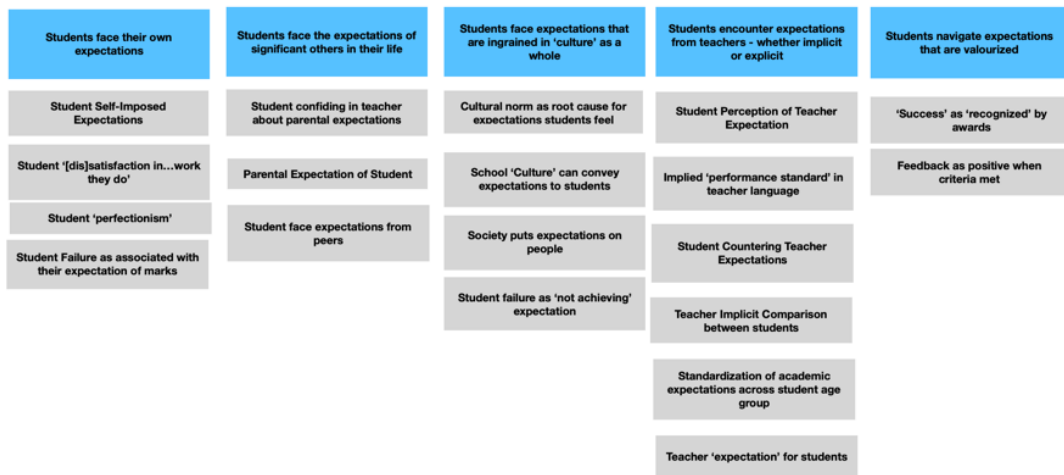 Students face their own
expectations
Student Self-Imposed
Expectations
Student ‘[dis]satisfaction in...work
they do’
Student ‘perfectionism’
Student Failure as associated with
their expectation of marks
Students face the expectations of
significant others in their life
Student confiding in teacher
about parental expectations
Parental Expectation of Student
Student face expectations from
peers
Students face expectations that
are ingrained in ‘culture’ as a
whole
Cultural norm as root cause for
expectations students feel
School ‘Culture’ can convey
expectations to students
Society puts expectations on
people
Student failure as ‘not achieving’
expectation
Students encounter expectations
from teachers - whether implicit
or explicit
Student Perception of Teacher
Expectation
Implied ‘performance standard’ in
teacher language
Student Countering Teacher
Expectations
Teacher Implicit Comparison
between students
Standardization of academic
expectations across student age
group
Teacher ‘expectation’ for students
Students navigate expectations
that are valourized
‘Success’ as ‘recognized’ by
awards
Feedback as positive when
criteria met